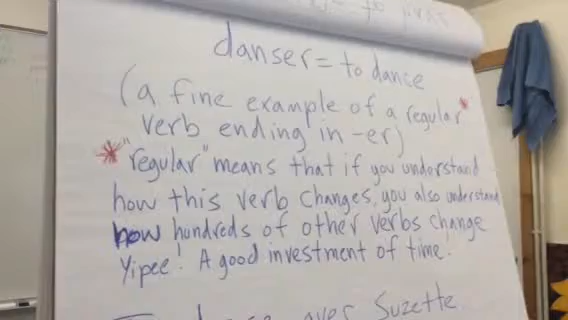 danser = to dance
(a fine example of a regular*
verb ending in -er)
*"regular" means that if you understand
how this verb changes, you also understand
how hundreds of other verbs change
Yipee! A good investment of time!
over Suzette